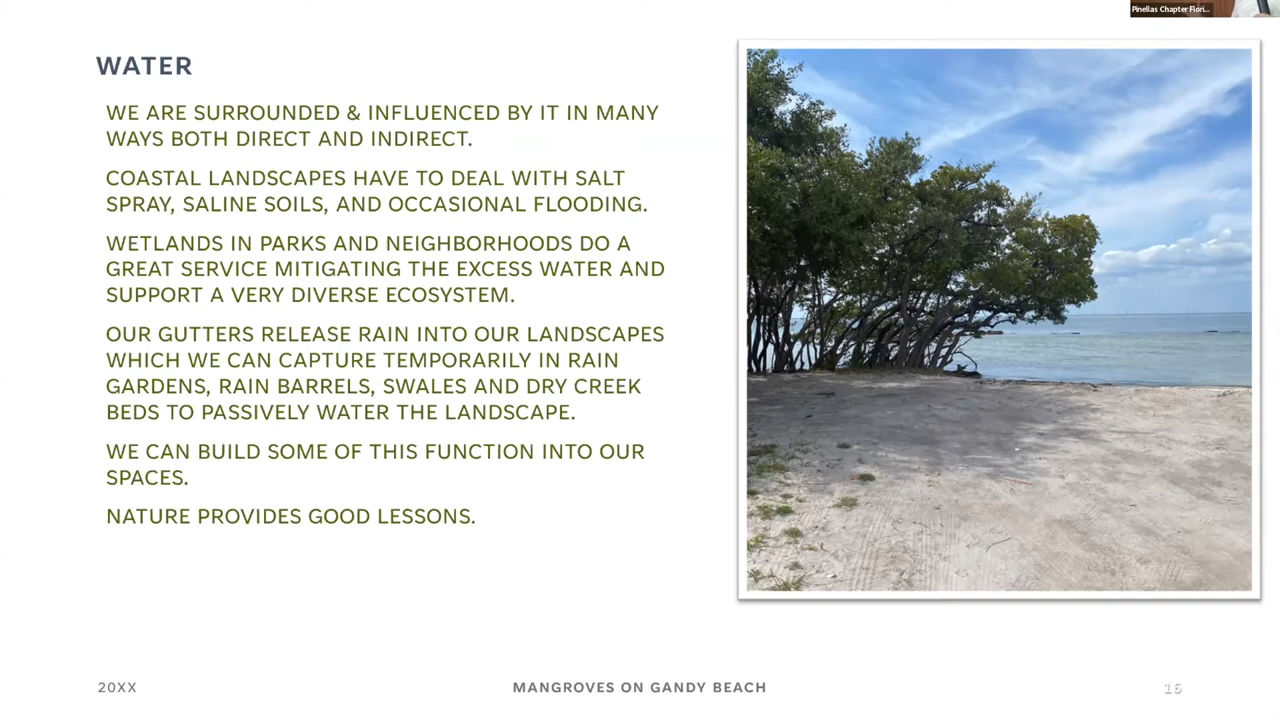 Pinellas Chapter Flori...
WATER
WE ARE SURROUNDED & INFLUENCED BY IT IN MANY
WAYS BOTH DIRECT AND INDIRECT.
COASTAL LANDSCAPES HAVE TO DEAL WITH SALT
SPRAY, SALINE SOILS, AND OCCASIONAL FLOODING.
WETLANDS IN PARKS AND NEIGHBORHOODS DO A
GREAT SERVICE MITIGATING THE EXCESS WATER AND
SUPPORT A VERY DIVERSE ECOSYSTEM.
OUR GUTTERS RELEASE RAIN INTO OUR LANDSCAPES
WHICH WE CAN CAPTURE TEMPORARILY IN RAIN
GARDENS, RAIN BARRELS, SWALES AND DRY CREEK
BEDS TO PASSIVELY WATER THE LANDSCAPE.
WE CAN BUILD SOME OF THIS FUNCTION INTO OUR
SPACES.
NATURE PROVIDES GOOD LESSONS.
20XX
MANGROVES ON GANDY BEACH
16